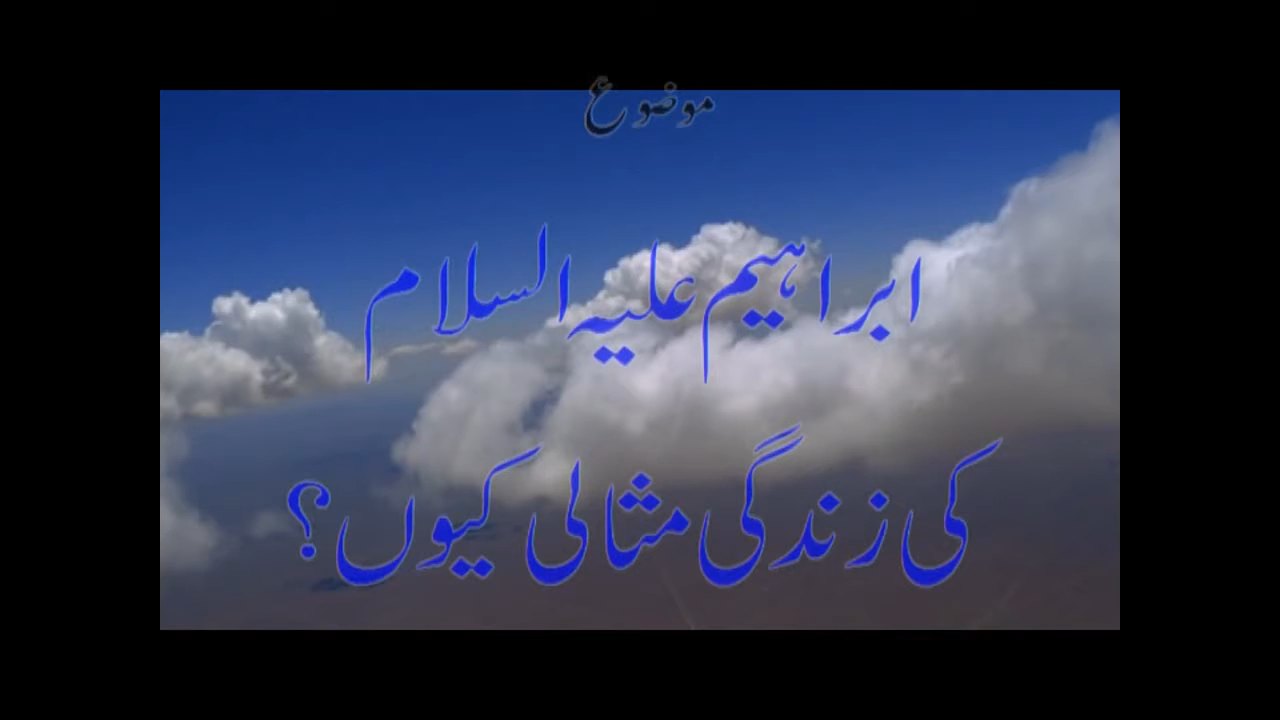 موضوع
ابراہیم علیہ السلام
کی زندگی مثالی کیوں؟